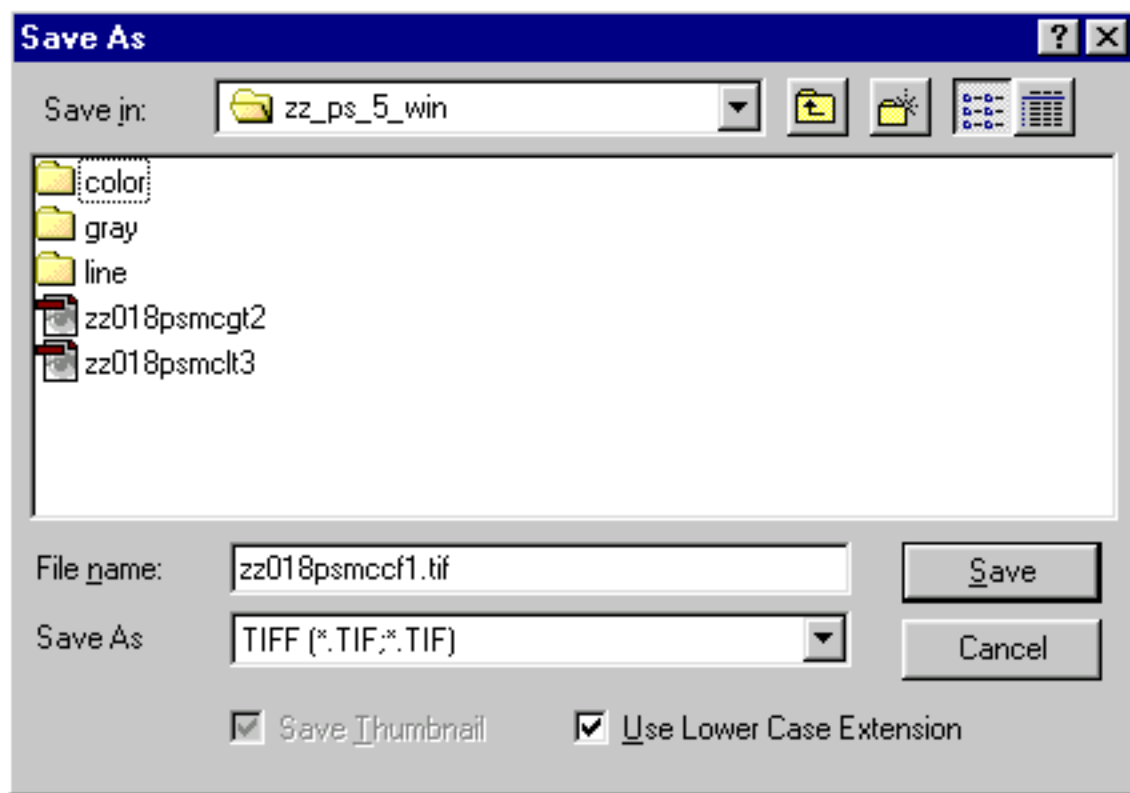 Save As
Save in: zz_ps_5_win
color
gray
line
zz018psmcgt2
zz018psmclt3
File name: zz018psmccf1.tif Save
Save As TIFF (*.TIF;*.TIF) Cancel
Save Thumbnail Use Lower Case Extension